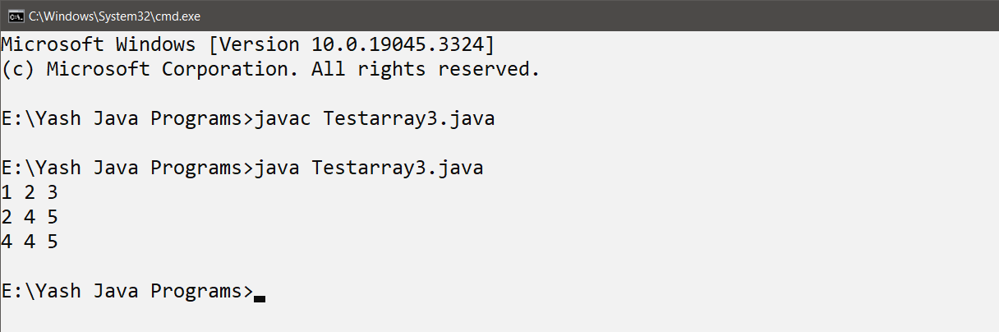 C:\Windows\System32\cmd.exe
Microsoft Windows [Version 10.0.19045.3324]
(c) Microsoft Corporation. All rights reserved.
E:\Yash Java Programs>javac Testarray3.java
E:\Yash Java Programs>java Testarray3.java
1 2 3
2 4 5
4 4 5
E:\Yash Java Programs>